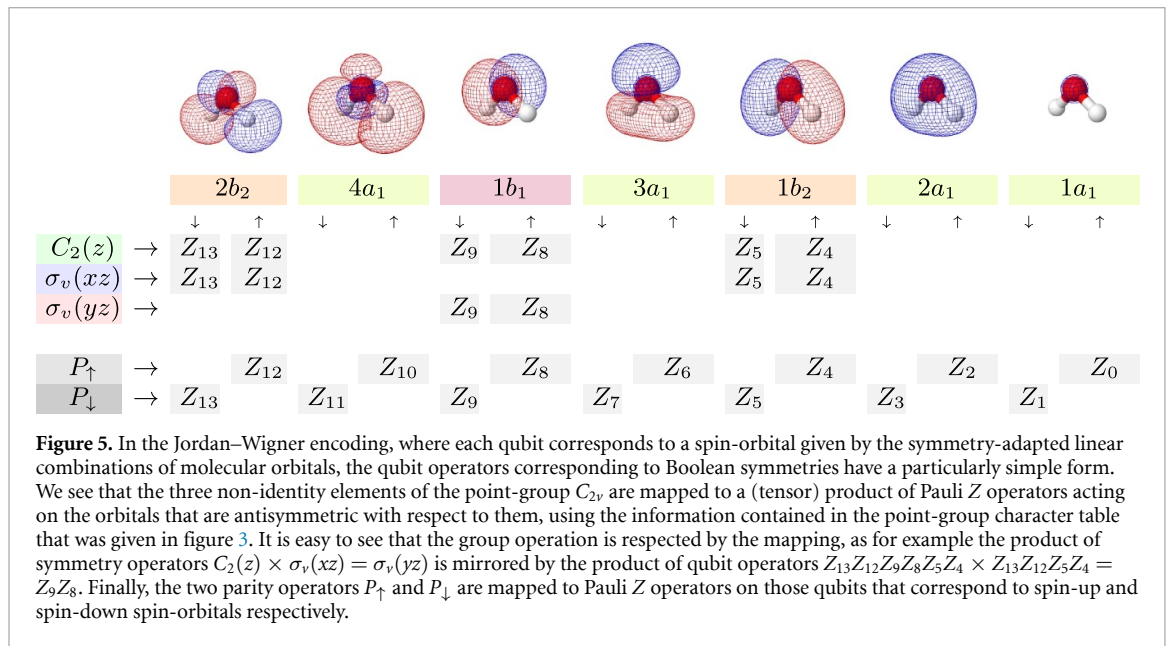 2b₂ 4a₁ 1b₁ 3a₁ 1b₂ 2a₁ 1a₁
↓ ↑ ↓ ↑ ↓ ↑ ↓ ↑ ↓ ↑ ↓ ↑ ↓ ↑
C₂(z) → Z₁₃ Z₁₂ Z₉ Z₈ Z₅ Z₄
σᵥ(xz) → Z₁₃ Z₁₂ Z₅ Z₄
σᵥ(yz) → Z₉ Z₈
P↑ → Z₁₂ Z₁₀ Z₈ Z₆ Z₄ Z₂ Z₀
P↓ → Z₁₃ Z₁₁ Z₉ Z₇ Z₅ Z₃ Z₁
Figure 5. In the Jordan–Wigner encoding, where each qubit corresponds to a spin-orbital given by the symmetry-adapted linear
combinations of molecular orbitals, the qubit operators corresponding to Boolean symmetries have a particularly simple form.
We see that the three non-identity elements of the point-group C₂ᵥ are mapped to a (tensor) product of Pauli Z operators acting
on the orbitals that are antisymmetric with respect to them, using the information contained in the point-group character table
that was given in figure 3. It is easy to see that the group operation is respected by the mapping, as for example the product of
symmetry operators C₂(z) × σᵥ(xz) = σᵥ(yz) is mirrored by the product of qubit operators Z₁₃Z₁₂Z₉Z₈Z₅Z₄ × Z₁₃Z₁₂Z₅Z₄ =
Z₉Z₈. Finally, the two parity operators P↑ and P↓ are mapped to Pauli Z operators on those qubits that correspond to spin-up and
spin-down spin-orbitals respectively.